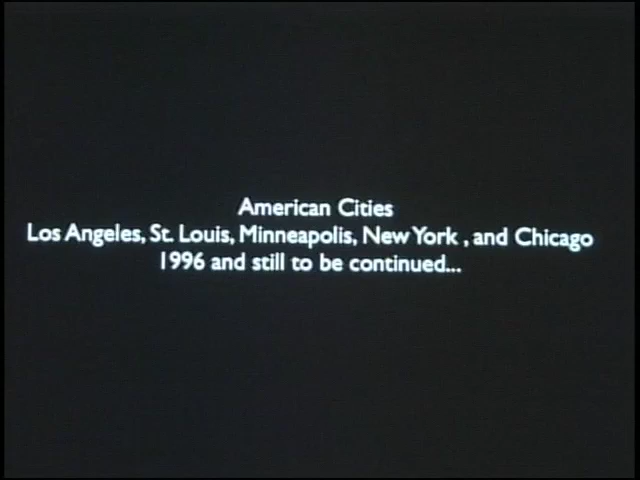 American Cities
Los Angeles, St. Louis, Minneapolis, New York , and Chicago
1996 and still to be continued...